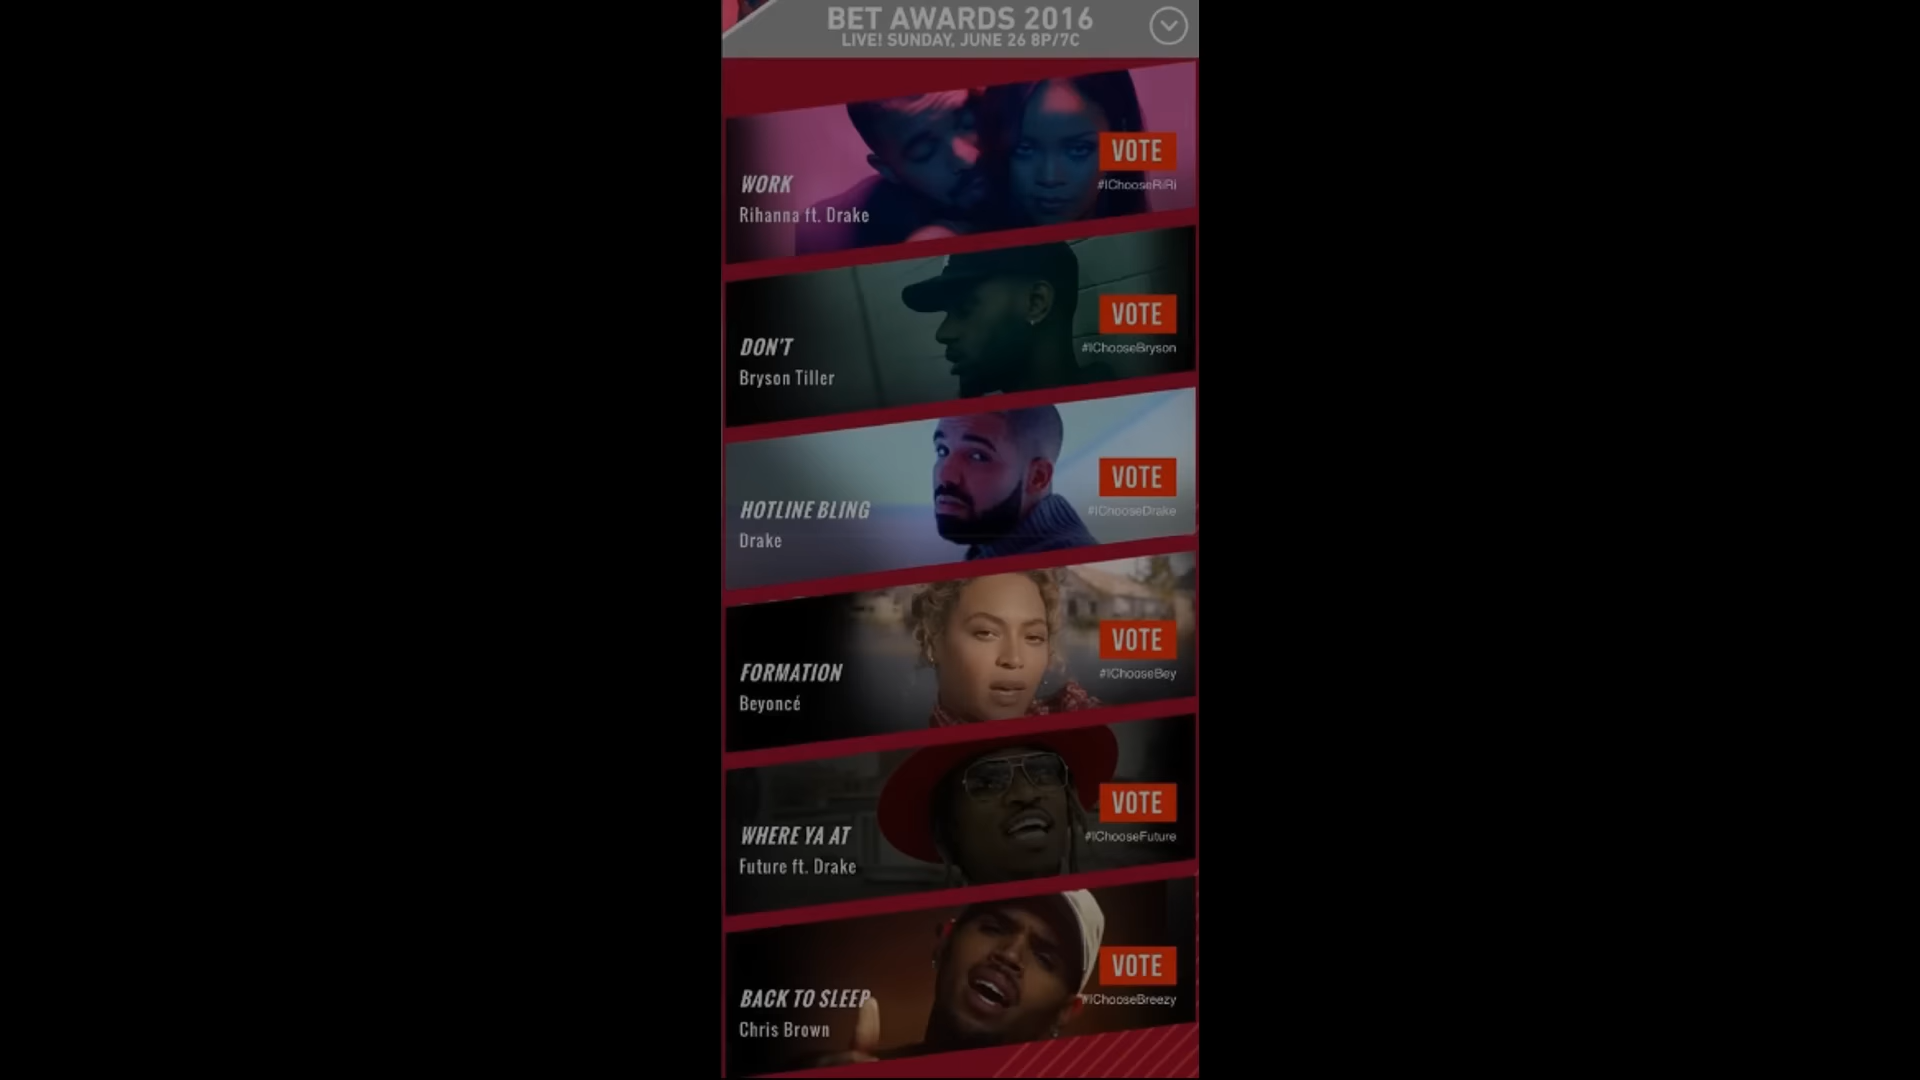 BET AWARDS 2016
LIVE! SUNDAY, JUNE 26 8P/7C
VOTE
#IChooseRiRi
WORK
Rihanna ft. Drake
VOTE
#IChooseBryson
DON'T
Bryson Tiller
VOTE
#IChooseDrake
HOTLINE BLING
Drake
VOTE
#IChooseBey
FORMATION
Beyoncé
VOTE
#IChooseFuture
WHERE YA AT
Future ft. Drake
VOTE
#IChooseBreezy
BACK TO SLEEP
Chris Brown